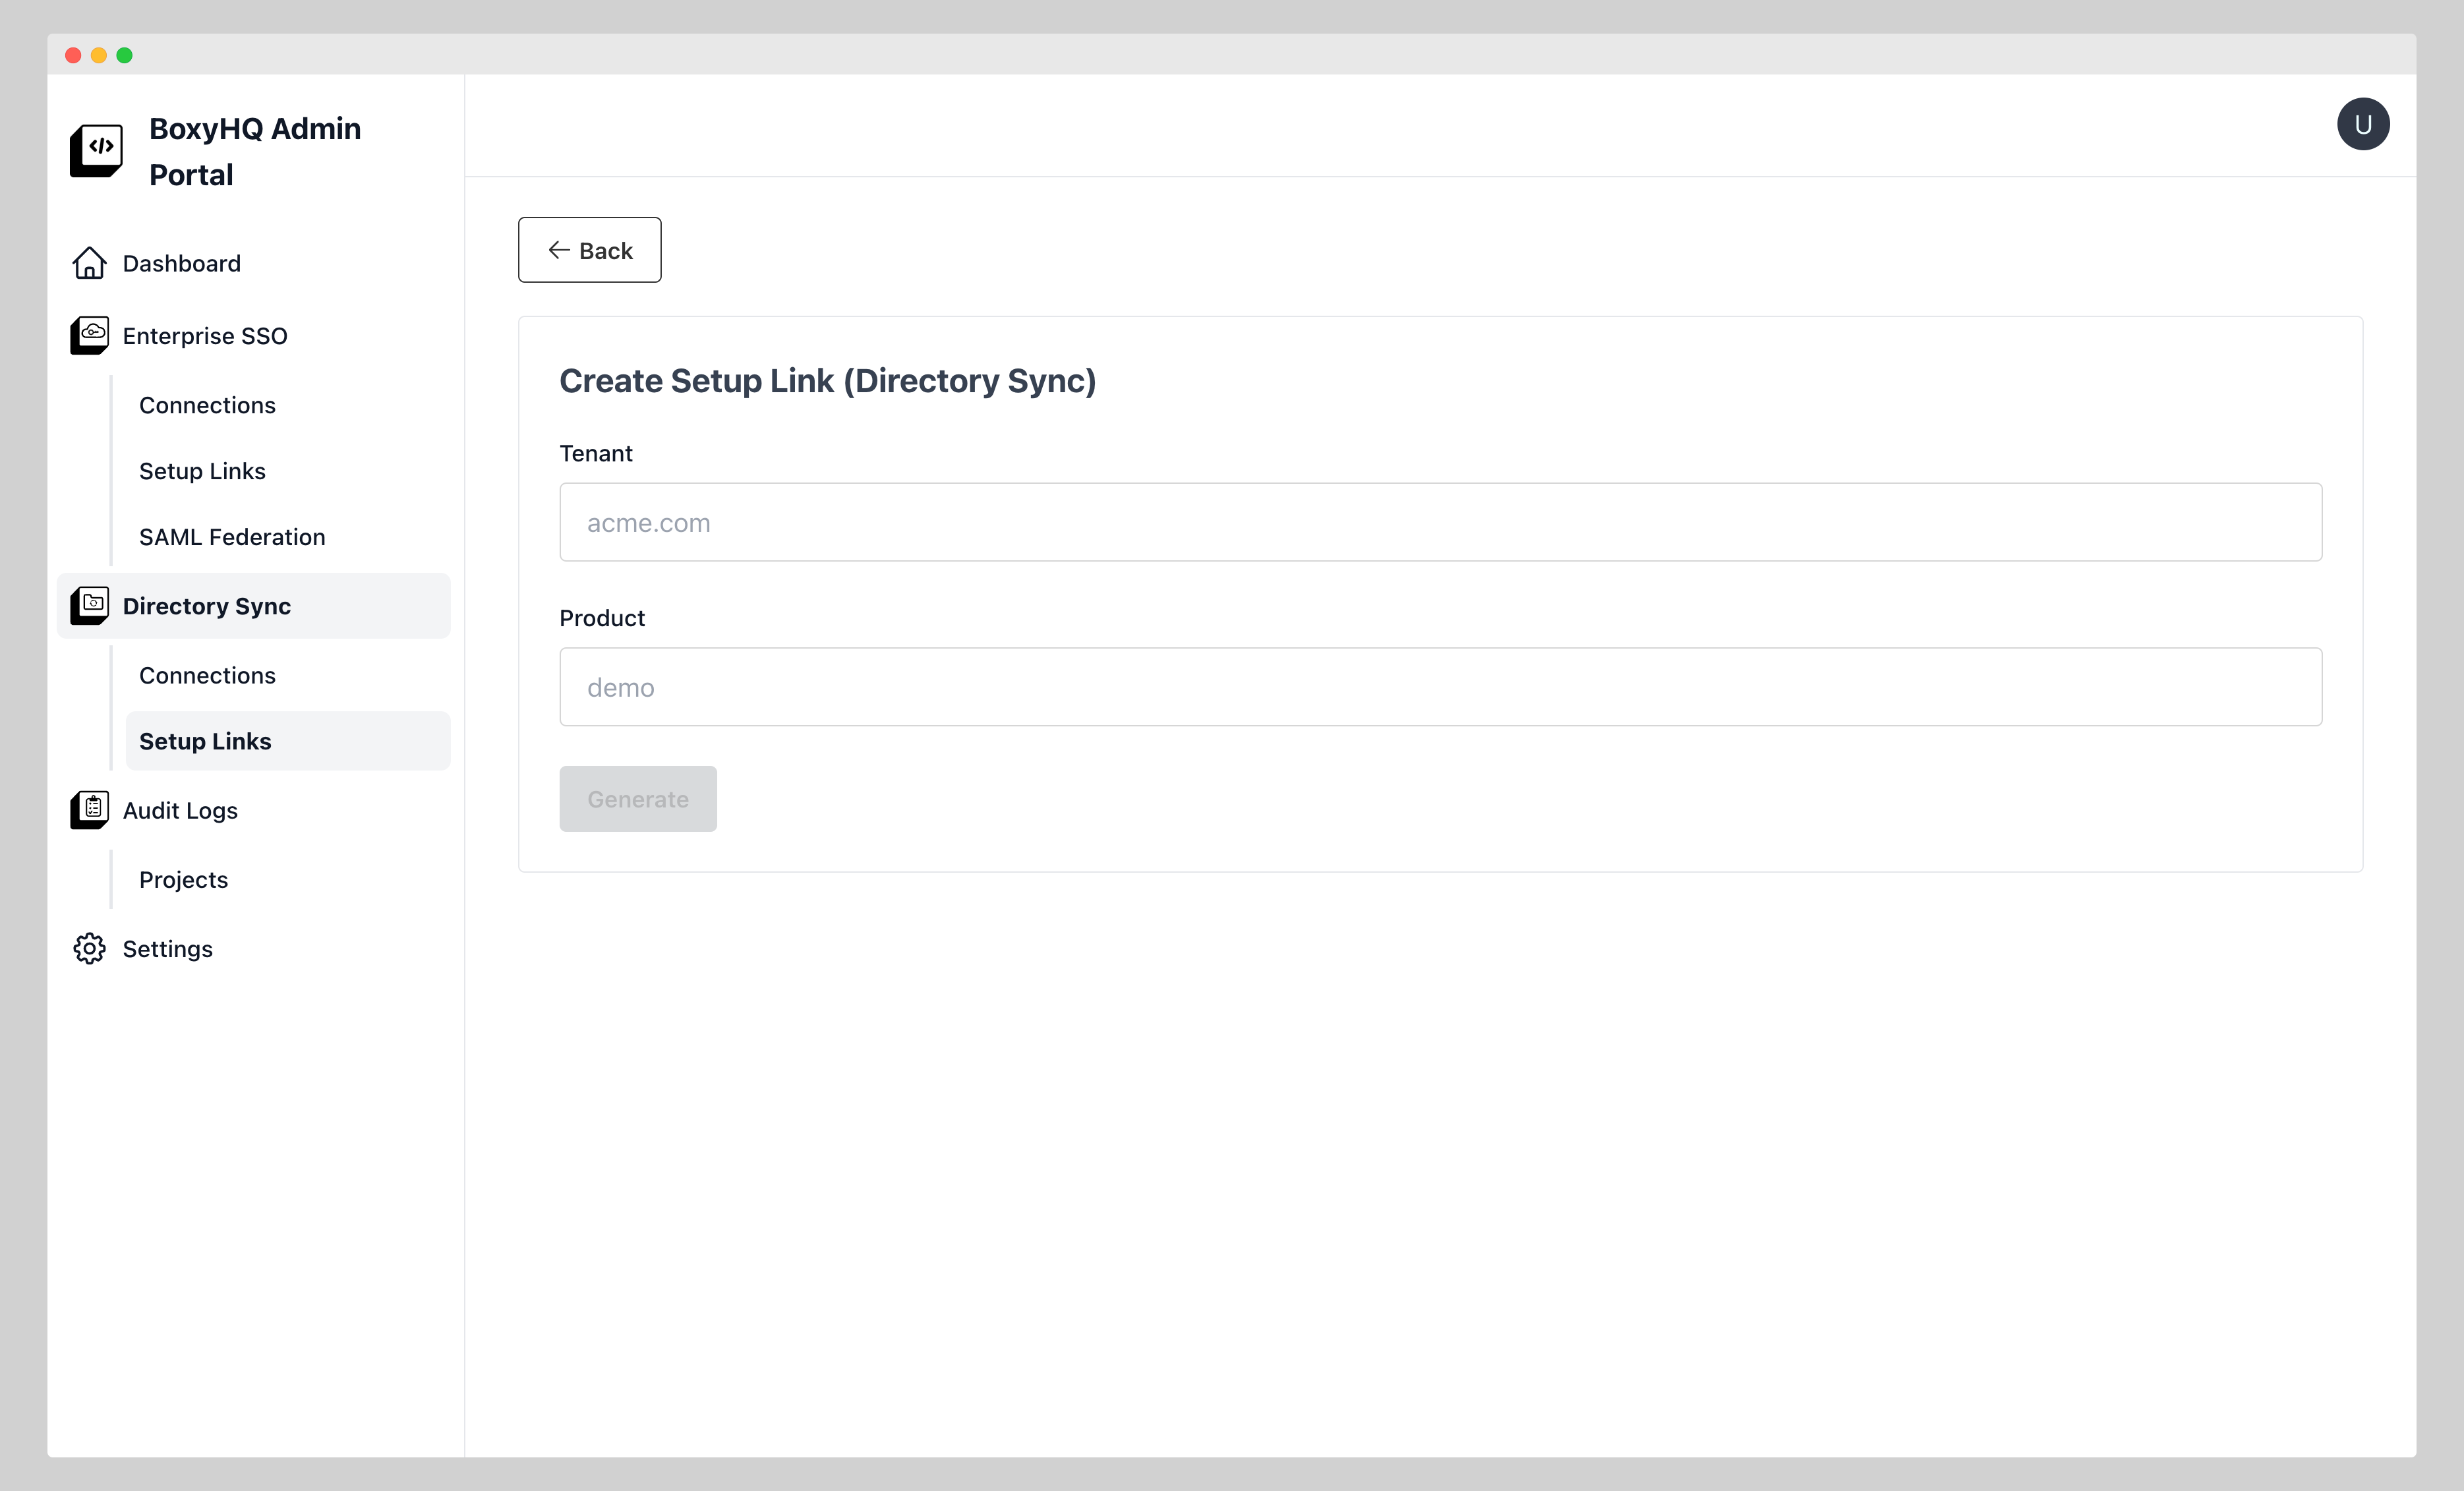 BoxyHQ Admin
Portal
Dashboard
Enterprise SSO
Connections
Setup Links
SAML Federation
Directory Sync
Connections
Setup Links
Audit Logs
Projects
Settings
U
Back
Create Setup Link (Directory Sync)
Tenant
acme.com
Product
demo
Generate